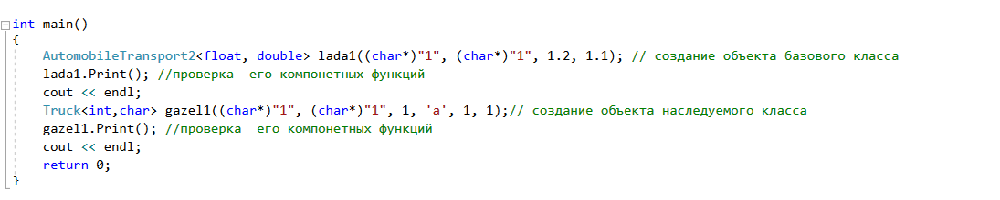 int main()
{
AutomobileTransport2<float, double> lada1((char*)"1", (char*)"1", 1.2, 1.1); // создание объекта базового класса
lada1.Print(); //проверка  его компонетных функций
cout << endl;
Truck<int,char> gazel1((char*)"1", (char*)"1", 1, 'a', 1, 1);// создание объекта наследуемого класса
gazel1.Print(); //проверка  его компонетных функций
cout << endl;
return 0;
}